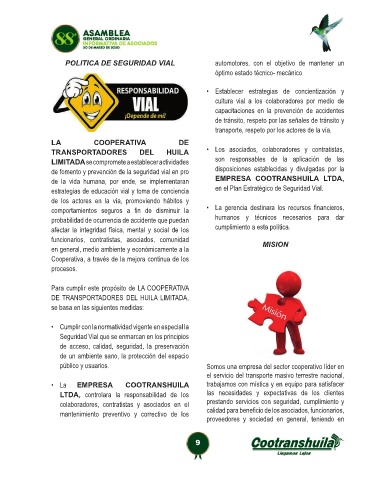 88ª
ASAMBLEA
GENERAL ORDINARIA
INFORMATIVA DE ASOCIADOS
POLITICA DE SEGURIDAD VIAL
RESPONSABILIDAD
VIAL
¡Depende de mí!
LA COOPERATIVA DE
TRANSPORTADORES DEL HUILA
LIMITADA se compromete a establecer actividades
de fomento y prevención de la seguridad vial en pro
de la vida humana, por ende, se implementaran
estrategias de educación vial y toma de conciencia
de los actores en la vía, promoviendo hábitos y
comportamientos seguros a fin de disminuir la
probabilidad de ocurrencia de accidente que puedan
afectar la integridad física, mental y social de los
funcionarios, contratistas, asociados, comunidad
en general, medio ambiente y económicamente a la
Cooperativa, a través de la mejora continua de los
procesos.
Para cumplir este propósito de LA COOPERATIVA
DE TRANSPORTADORES DEL HUILA LIMITADA,
se basa en las siguientes medidas:
• Cumplir con la normatividad vigente en especial la
Seguridad Vial que se enmarcan en los principios
de acceso, calidad, seguridad, la preservación
de un ambiente sano, la protección del espacio
público y usuarios.
• La EMPRESA COOTRANSHUILA
LTDA, controlara la responsabilidad de los
colaboradores, contratistas y asociados en el
mantenimiento preventivo y correctivo de los
automotores, con el objetivo de mantener un
óptimo estado técnico- mecánico
• Establecer estrategias de concientización y
cultura vial a los colaboradores por medio de
capacitaciones en la prevención de accidentes
de tránsito, respeto por las señales de tránsito y
transporte, respeto por los actores de la vía.
• Los asociados, colaboradores y contratistas,
son responsables de la aplicación de las
disposiciones establecidas y divulgadas por la
EMPRESA COOTRANSHUILA LTDA,
en el Plan Estratégico de Seguridad Vial.
• La gerencia destinara los recursos financieros,
humanos y técnicos necesarios para dar
cumplimiento a esta política.
MISION
Misión
Somos una empresa del sector cooperativo líder en
el servicio del transporte masivo terrestre nacional,
trabajamos con mística y en equipo para satisfacer
las necesidades y expectativas de los clientes
prestando servicios con seguridad, cumplimiento y
calidad para beneficio de los asociados, funcionarios,
proveedores y sociedad en general, teniendo en
9
Cootranshuila
Llegamos Lejos